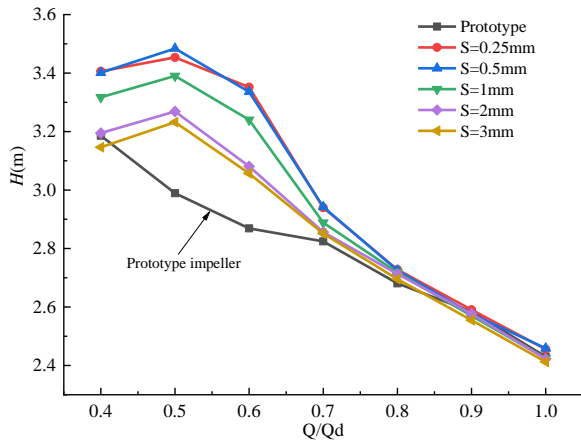 3.6
3.4
3.2
3.0
2.8
2.6
2.4
H(m)
Prototype
S=0.25mm
S=0.5mm
S=1mm
S=2mm
S=3mm
Prototype impeller
0.4 0.5 0.6 0.7 0.8 0.9 1.0
Q/Qd